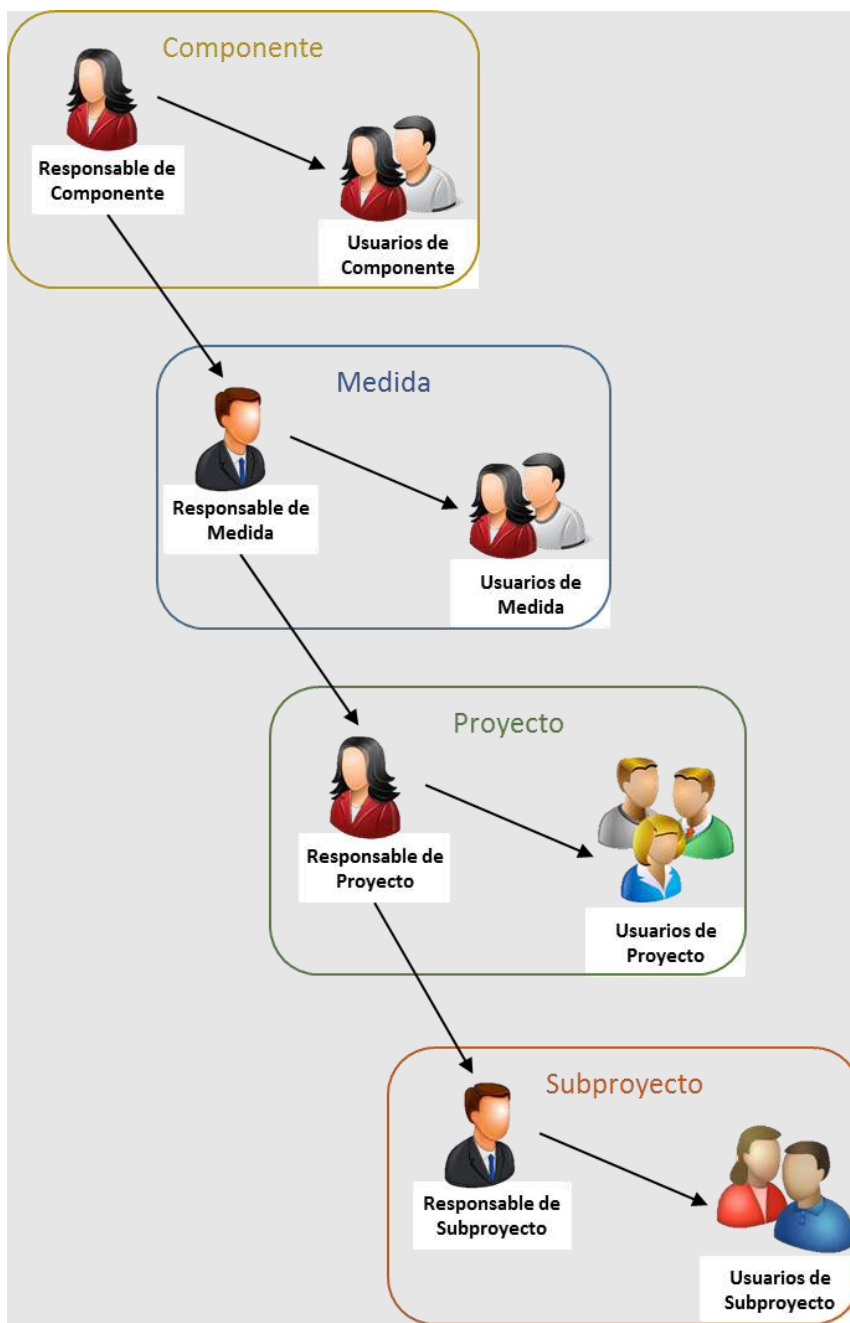 Componente
Responsable de
Componente
Usuarios de
Componente
Medida
Responsable de
Medida
Usuarios de
Medida
Proyecto
Responsable de
Proyecto
Usuarios de
Proyecto
Subproyecto
Responsable de
Subproyecto
Usuarios de
Subproyecto